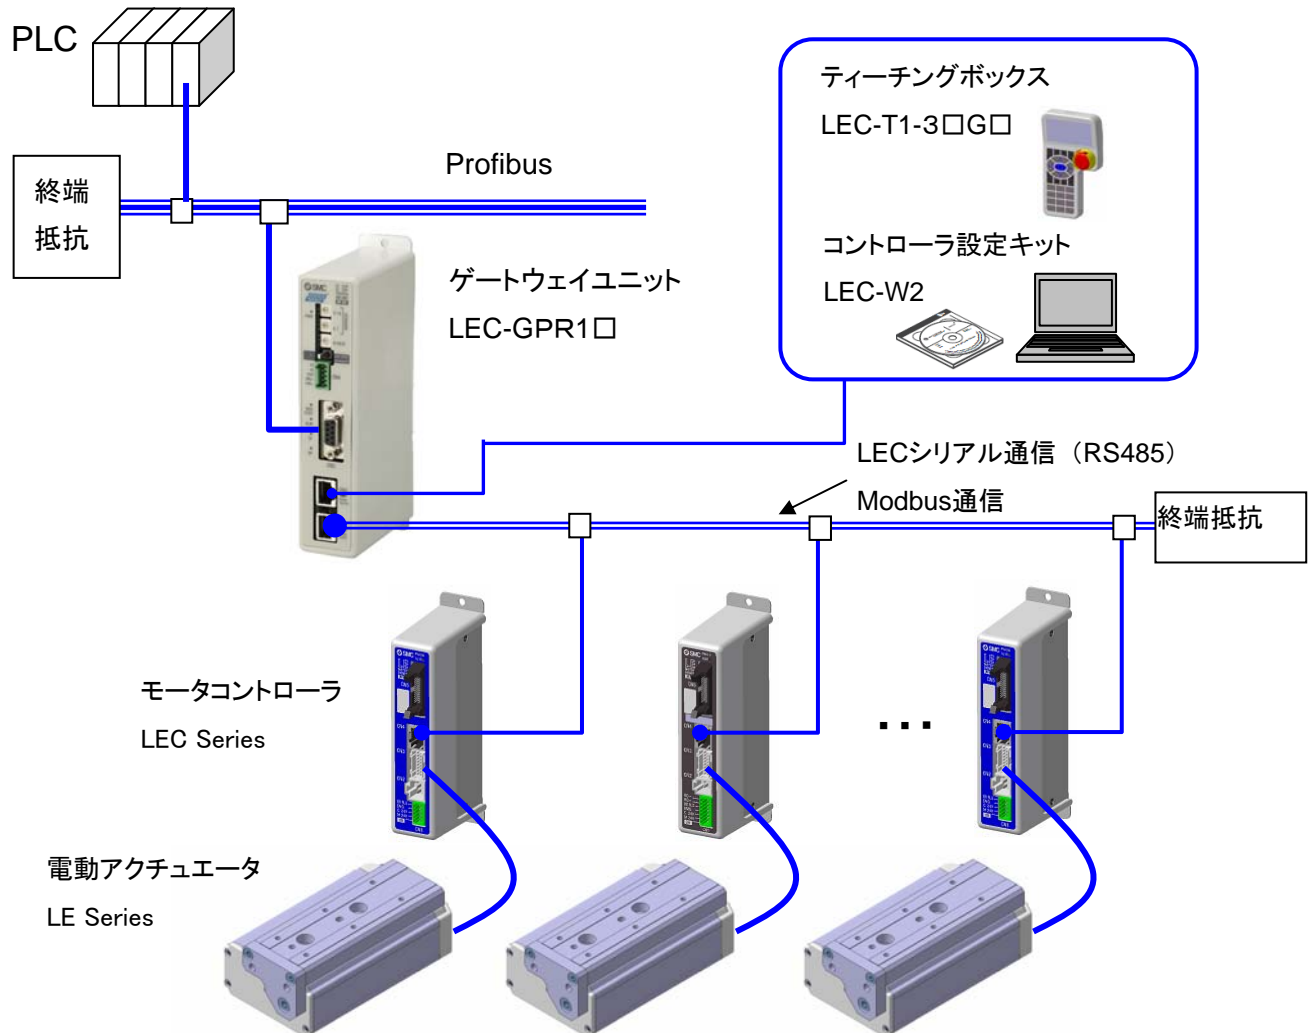 PLC
終端
抵抗
Profibus
ティーチングボックス
LEC-T1-3□G□
コントローラ設定キット
LEC-W2
ゲートウェイユニット
LEC-GPR1□
SMC
LECシリアル通信（RS485）
Modbus通信
終端抵抗
モータコントローラ
LEC Series
SMC
SMC
SMC
...
電動アクチュエータ
LE Series